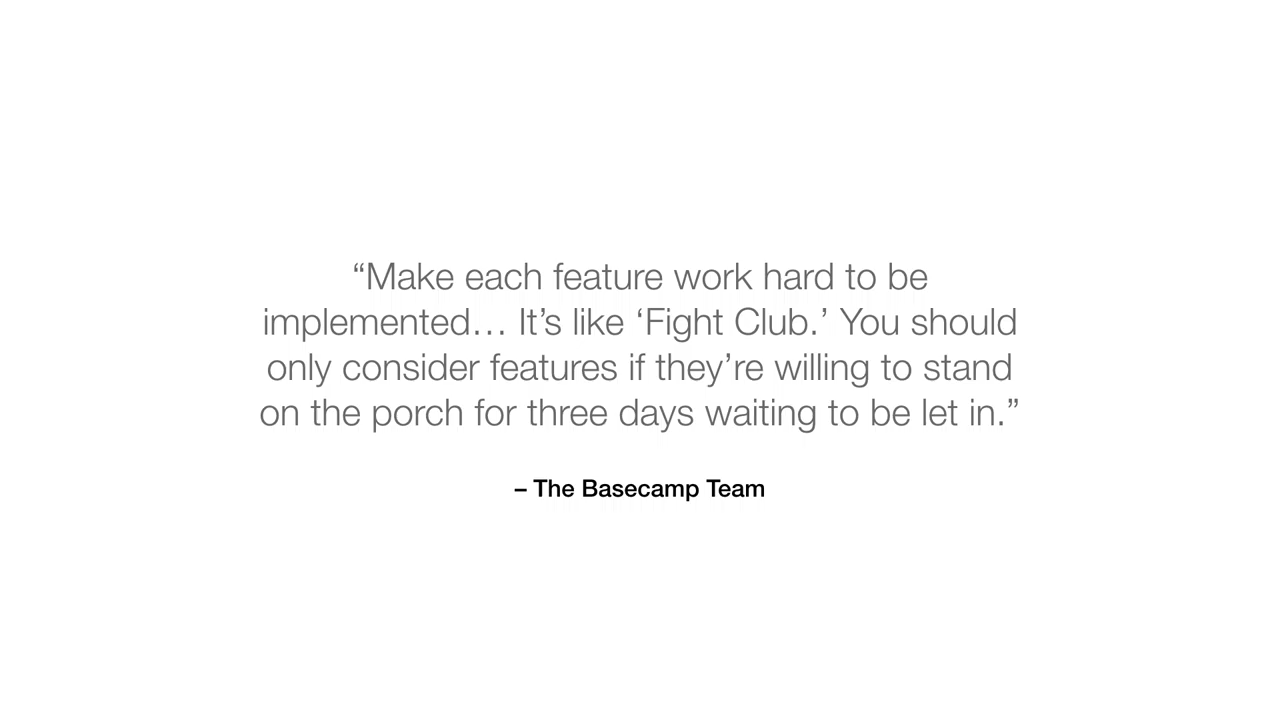 “Make each feature work hard to be
implemented… It’s like ‘Fight Club.’ You should
only consider features if they’re willing to stand
on the porch for three days waiting to be let in.”
– The Basecamp Team